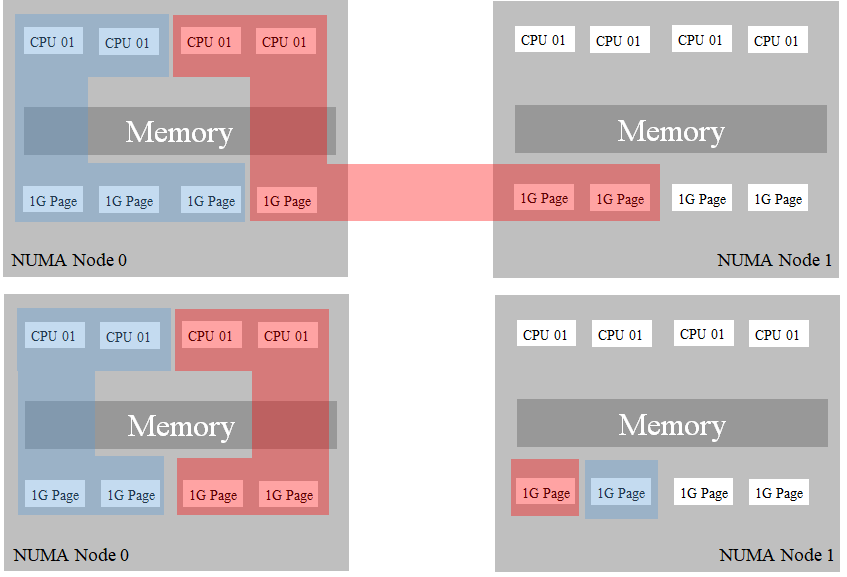 CPU 01 CPU 01 CPU 01 CPU 01
Memory
1G Page 1G Page 1G Page 1G Page
NUMA Node 0
CPU 01 CPU 01 CPU 01 CPU 01
Memory
1G Page 1G Page 1G Page 1G Page
NUMA Node 1
CPU 01 CPU 01 CPU 01 CPU 01
Memory
1G Page 1G Page 1G Page 1G Page
NUMA Node 0
CPU 01 CPU 01 CPU 01 CPU 01
Memory
1G Page 1G Page 1G Page 1G Page
NUMA Node 1